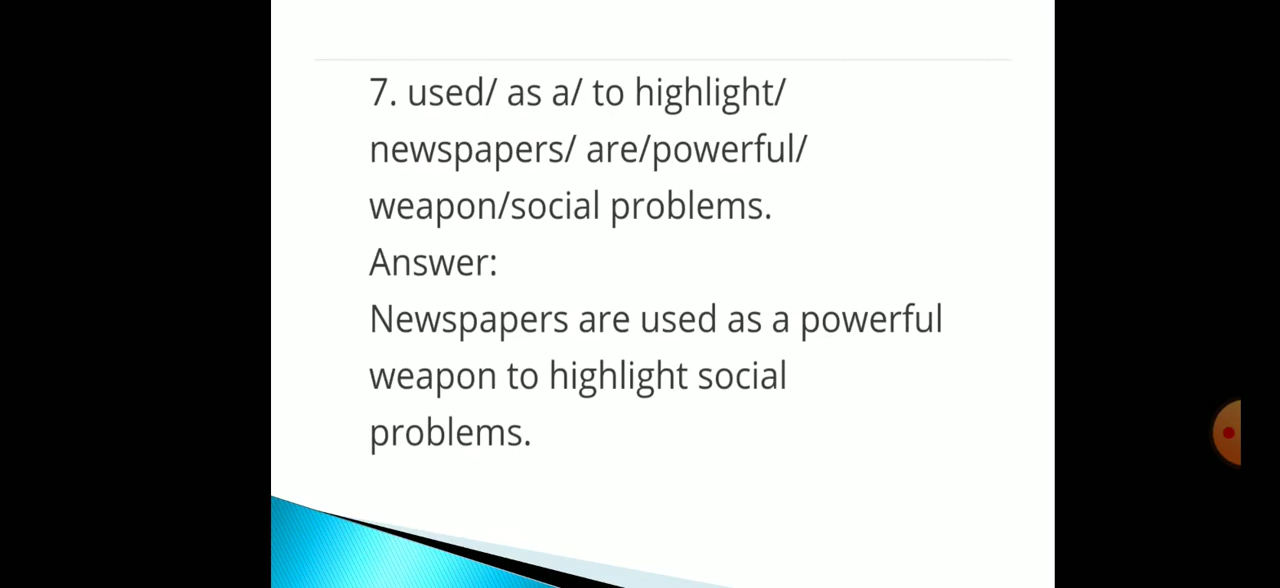 7. used/ as a/ to highlight/
newspapers/ are/powerful/
weapon/social problems.
Answer:
Newspapers are used as a powerful
weapon to highlight social
problems.